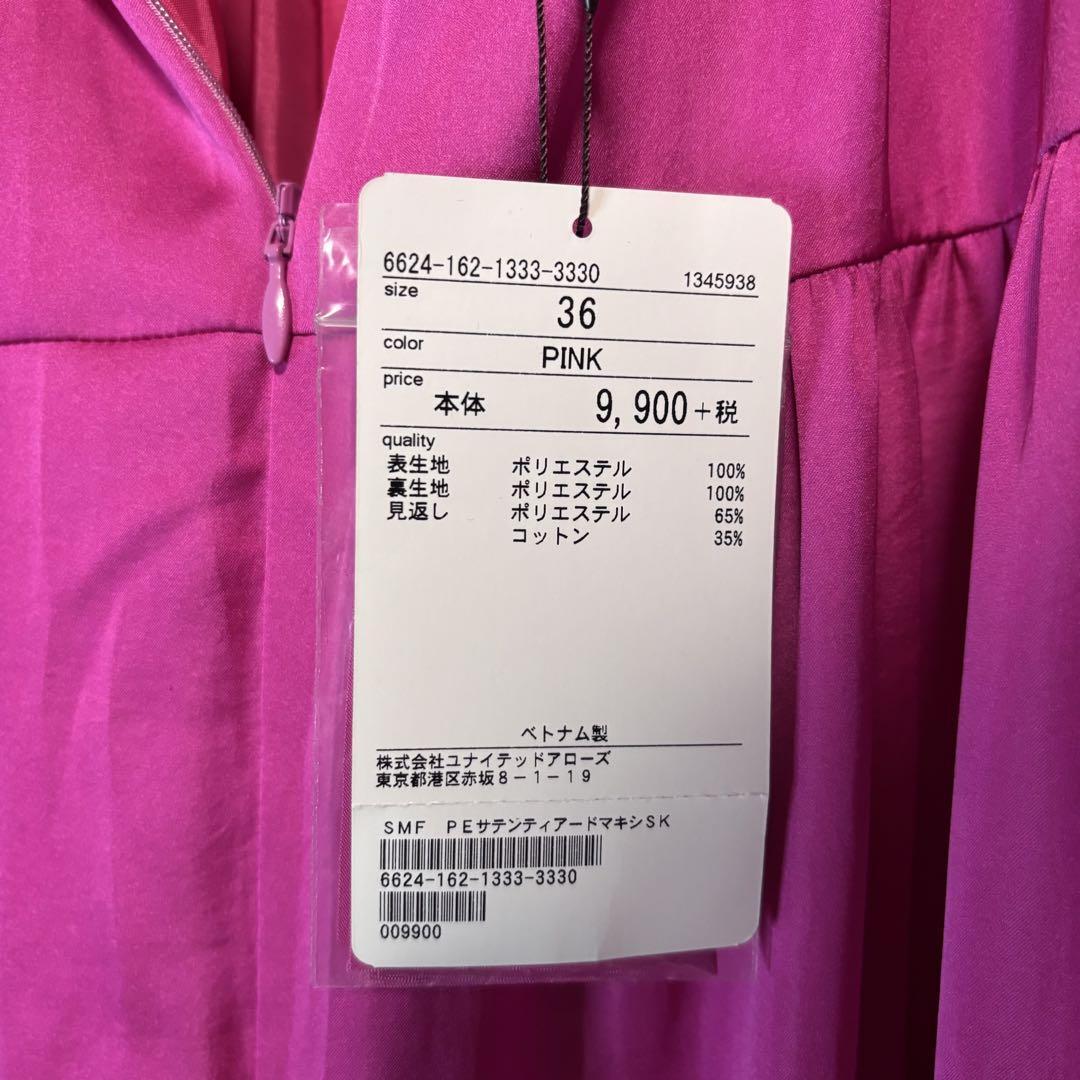 6624-162-1333-3330 1345938
size 36
color PINK
price 本体 9,900+税
quality
表生地 ポリエステル 100%
裏生地 ポリエステル 100%
見返し ポリエステル 65%
コットン 35%
ベトナム製
株式会社ユナイテッドアローズ
東京都港区赤坂8-1-19
SMF PEサテンティアードマキシSK
6624-162-1333-3330
009900